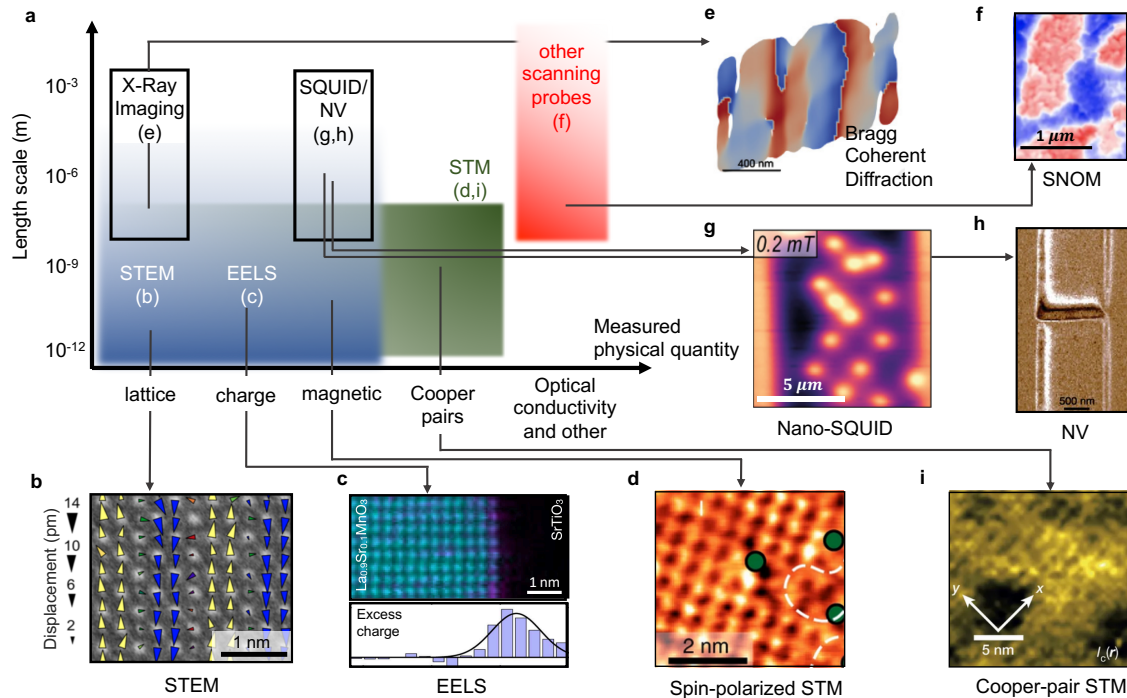 a
Length scale (m)
10⁻³
10⁻⁶
10⁻⁹
10⁻¹²
X-Ray
Imaging
(e)
SQUID/
NV
(g,h)
other
scanning
probes
(f)
STM
(d,i)
STEM
(b)
EELS
(c)
Measured
physical quantity
lattice
charge
magnetic
Cooper
pairs
Optical
conductivity
and other
e
400 nm
Bragg
Coherent
Diffraction
f
1 μm
SNOM
g
0.2 mT
5 μm
Nano-SQUID
h
500 nm
NV
b
Displacement (pm)
14
10
6
2
1 nm
STEM
c
La₀.₉Sr₀.₁MnO₃
SrTiO₃
1 nm
Excess
charge
EELS
d
2 nm
Spin-polarized STM
i
y
x
5 nm
I꜀(r)
Cooper-pair STM